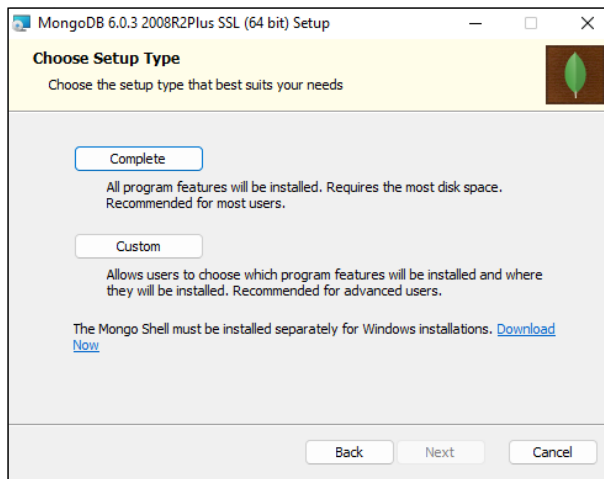 MongoDB 6.0.3 2008R2Plus SSL (64 bit) Setup
Choose Setup Type
Choose the setup type that best suits your needs
Complete
All program features will be installed. Requires the most disk space.
Recommended for most users.
Custom
Allows users to choose which program features will be installed and where
they will be installed. Recommended for advanced users.
The Mongo Shell must be installed separately for Windows installations. Download
Now
Back Next Cancel